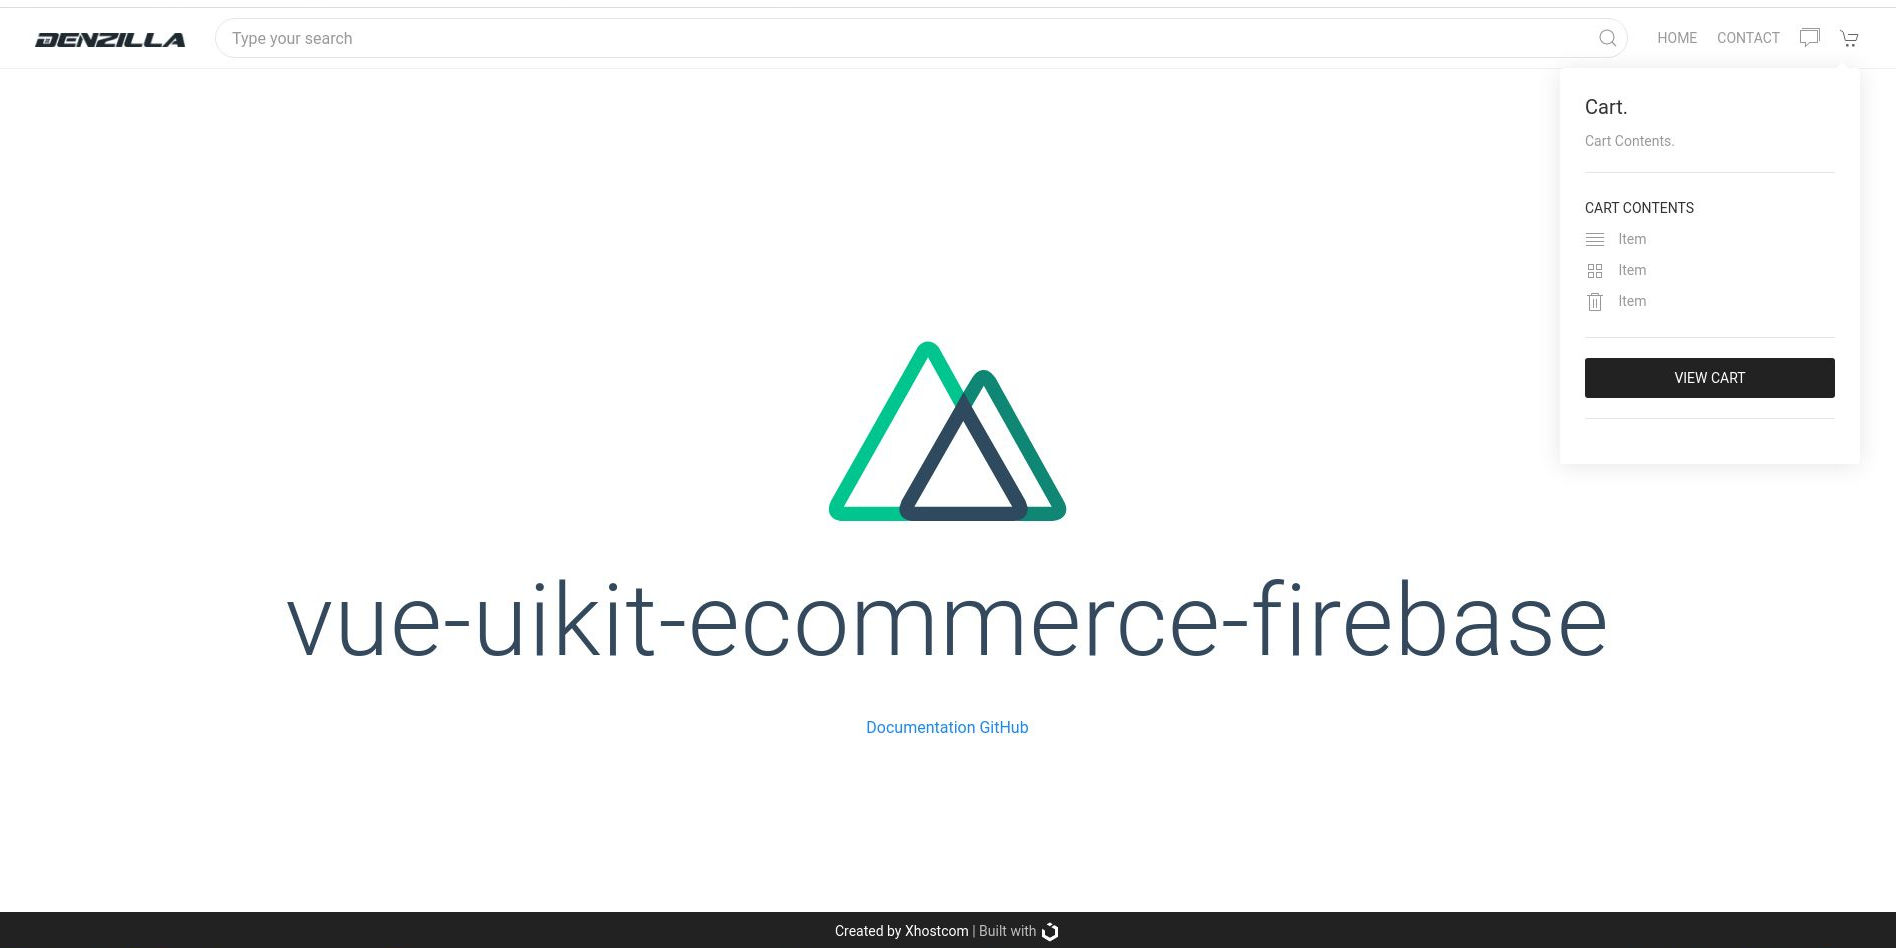 DENZILLA
Type your search
HOME CONTACT
Cart.
Cart Contents.
CART CONTENTS
Item
Item
Item
VIEW CART
vue-uikit-ecommerce-firebase
Documentation GitHub
Created by Xhostcom | Built with